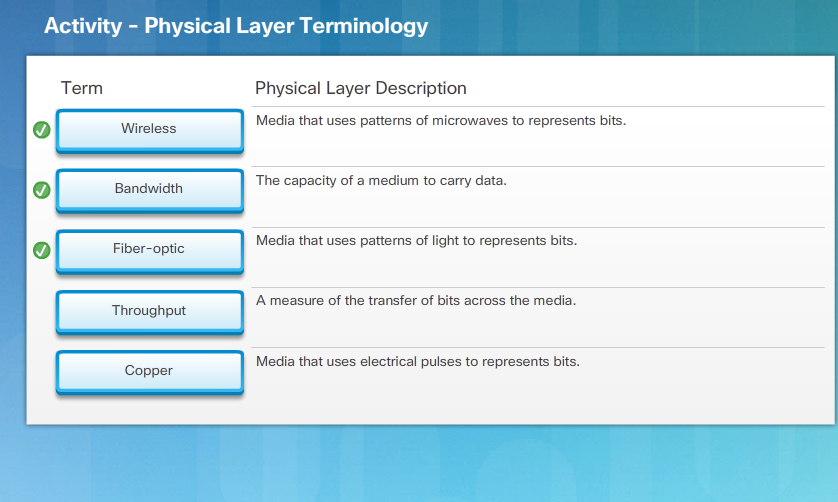 Activity - Physical Layer Terminology
Term Physical Layer Description
Wireless Media that uses patterns of microwaves to represents bits.
Bandwidth The capacity of a medium to carry data.
Fiber-optic Media that uses patterns of light to represents bits.
Throughput A measure of the transfer of bits across the media.
Copper Media that uses electrical pulses to represents bits.